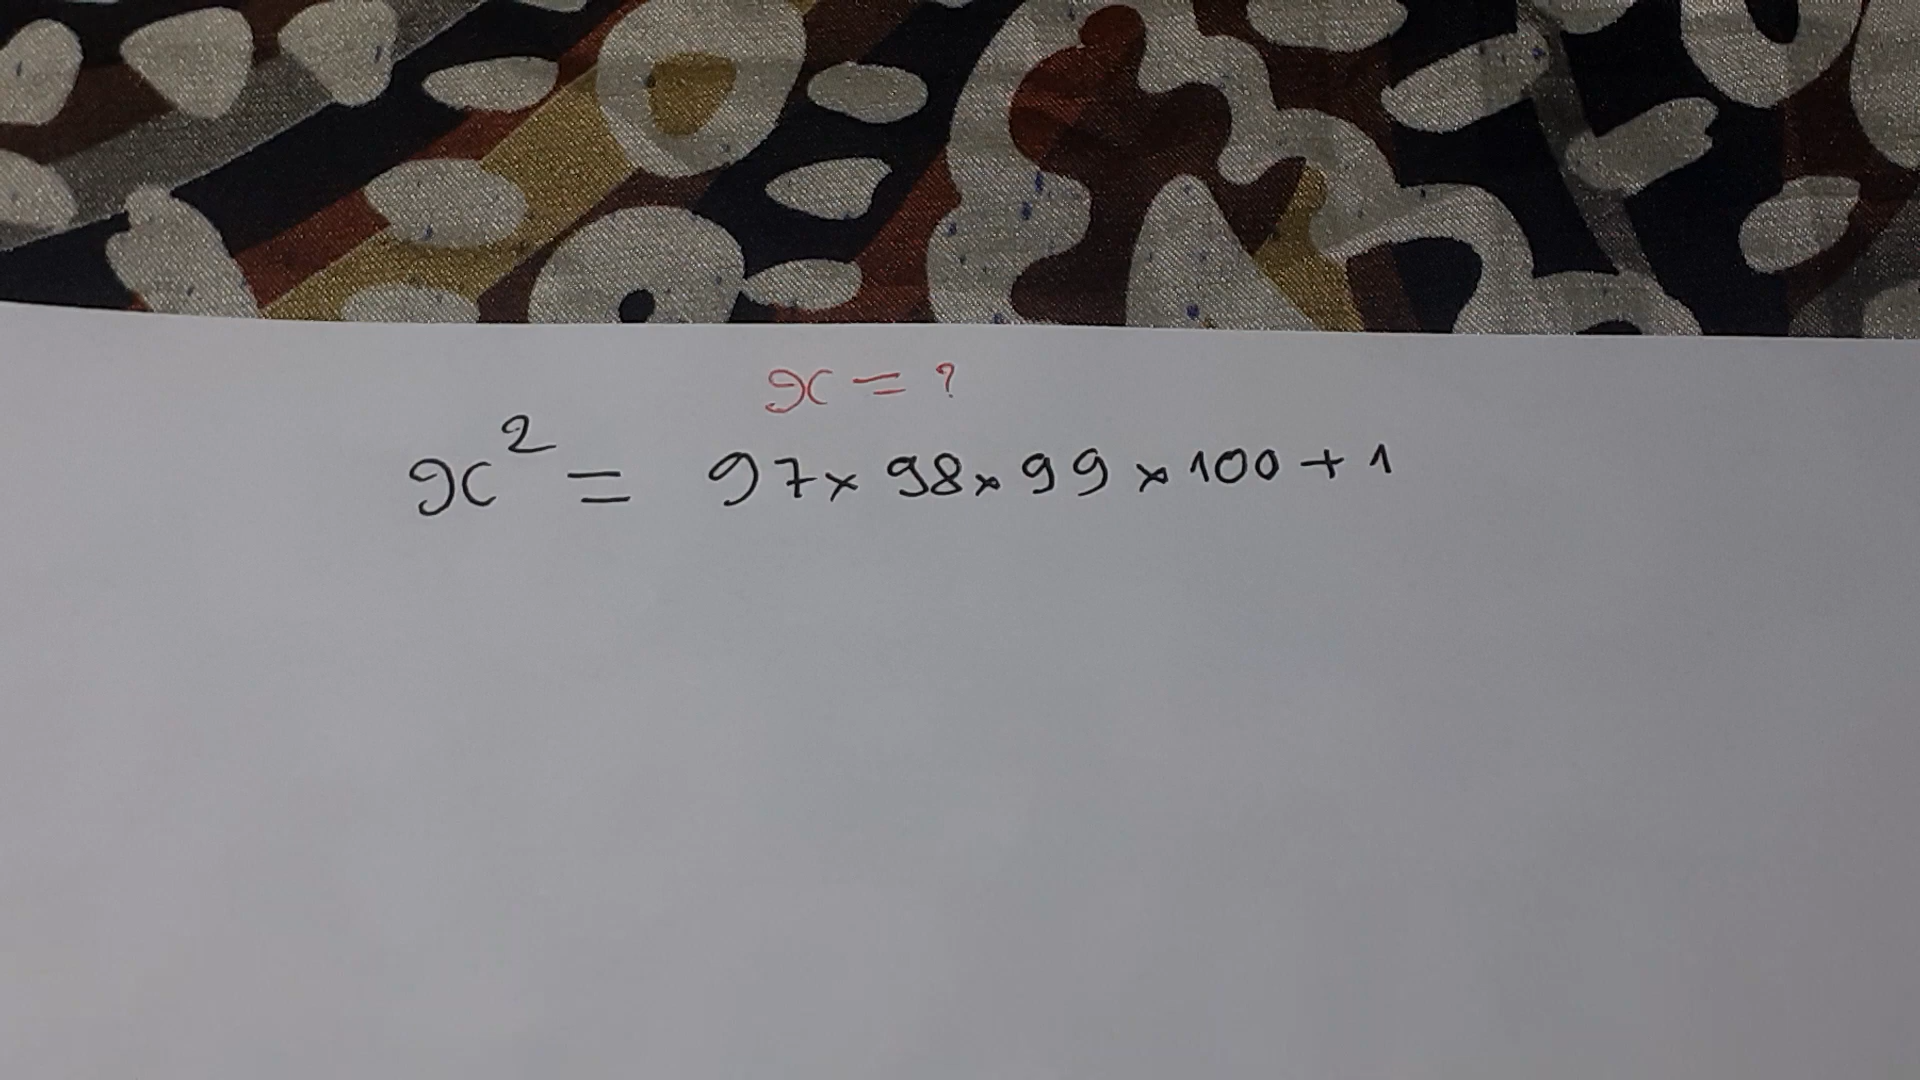 x = ?
x² = 97 × 98 × 99 × 100 + 1